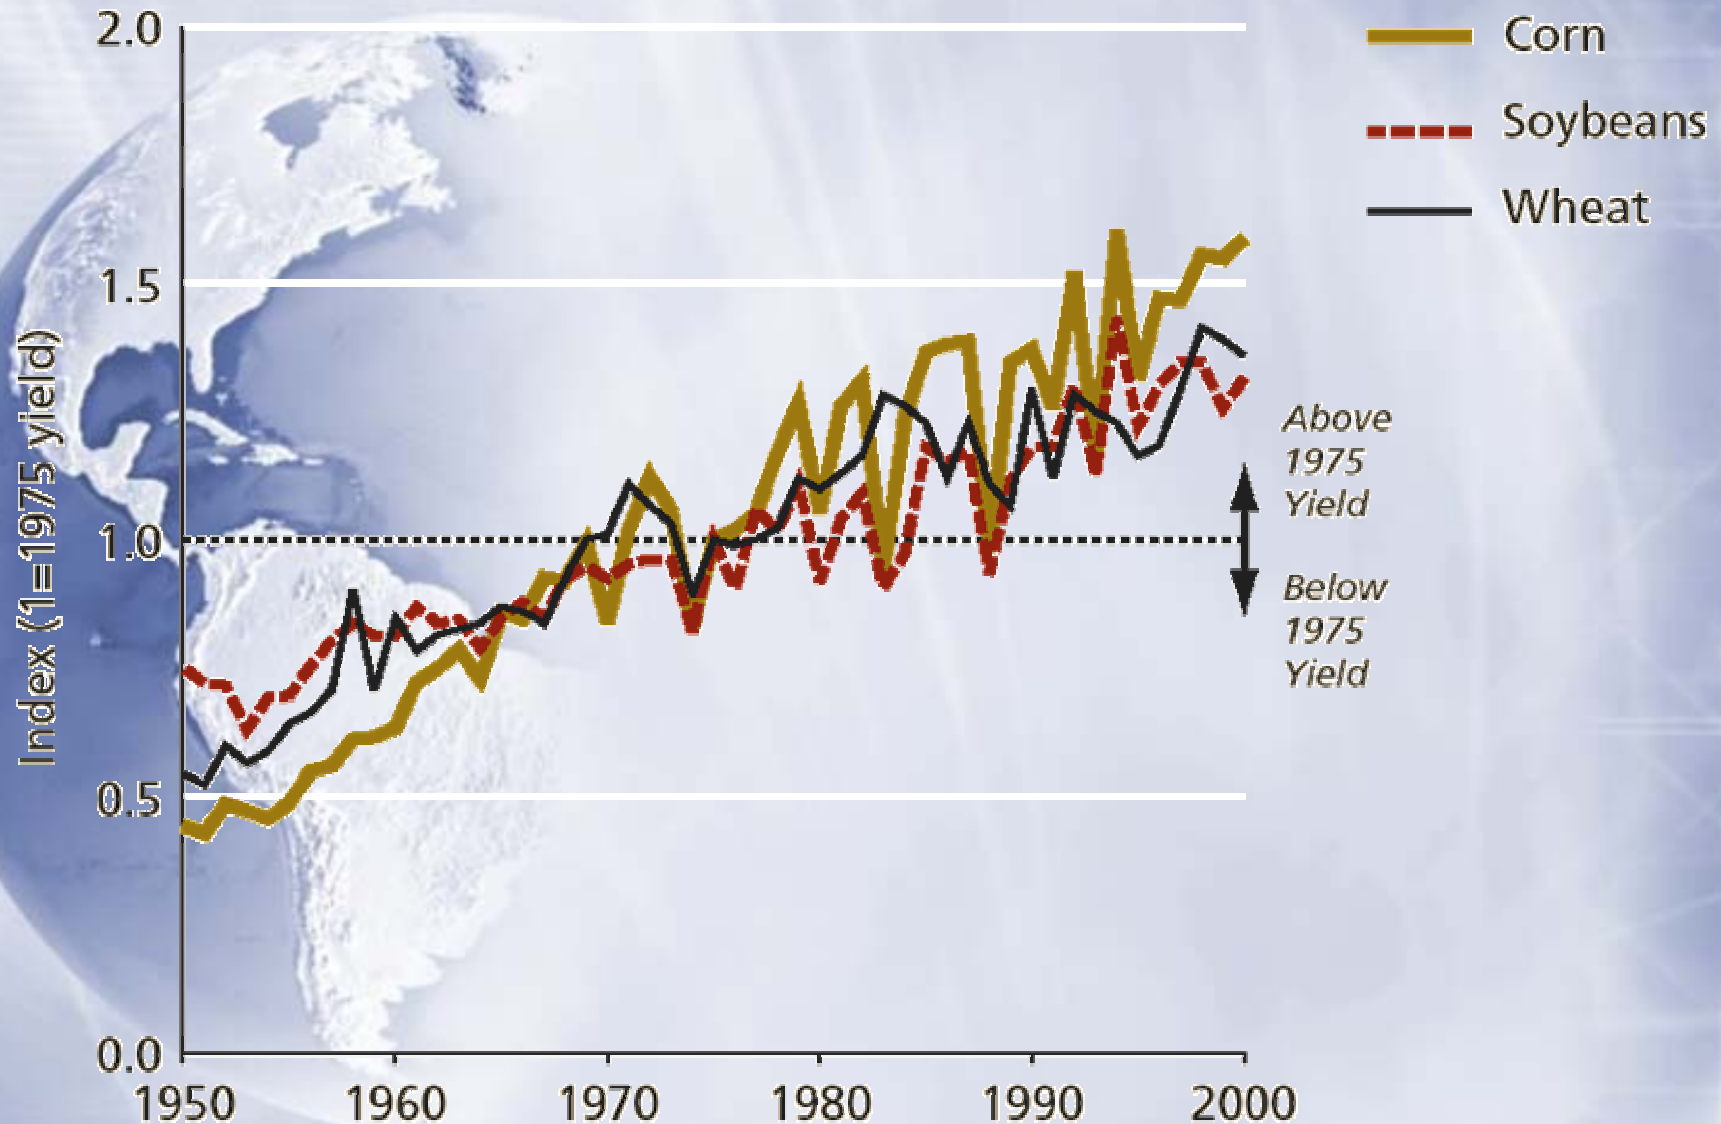 2.0
1.5
1.0
0.5
0.0
Index (1=1975 yield)
1950 1960 1970 1980 1990 2000
Corn
Soybeans
Wheat
Above
1975
Yield
Below
1975
Yield